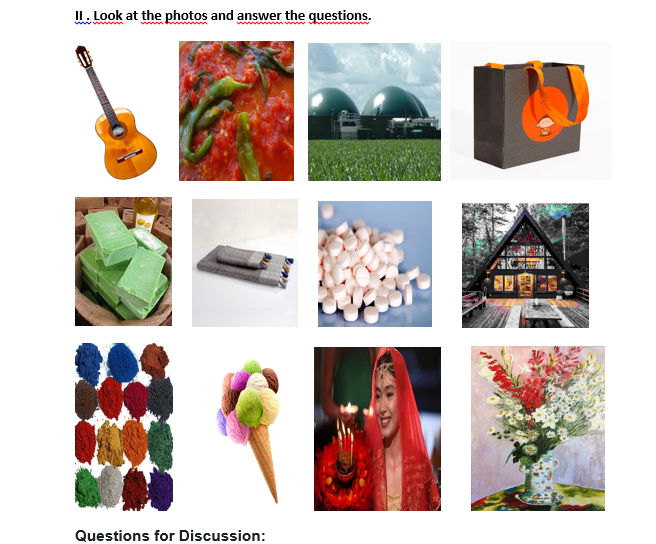 II . Look at the photos and answer the questions.
Questions for Discussion: